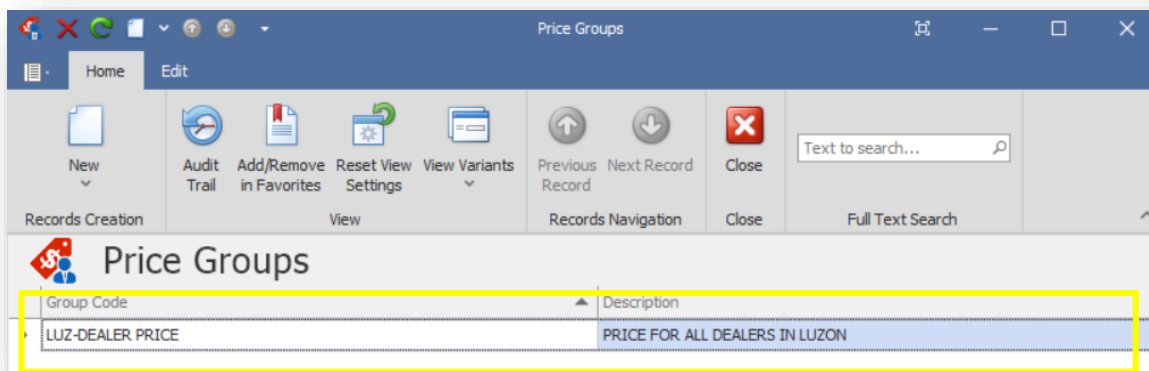 Price Groups
Home Edit
New Audit Trail Add/Remove in Favorites Reset View Settings View Variants Previous Record Next Record Close Text to search...
Records Creation View Records Navigation Close Full Text Search
Price Groups
Group Code Description
LUZ-DEALER PRICE PRICE FOR ALL DEALERS IN LUZON